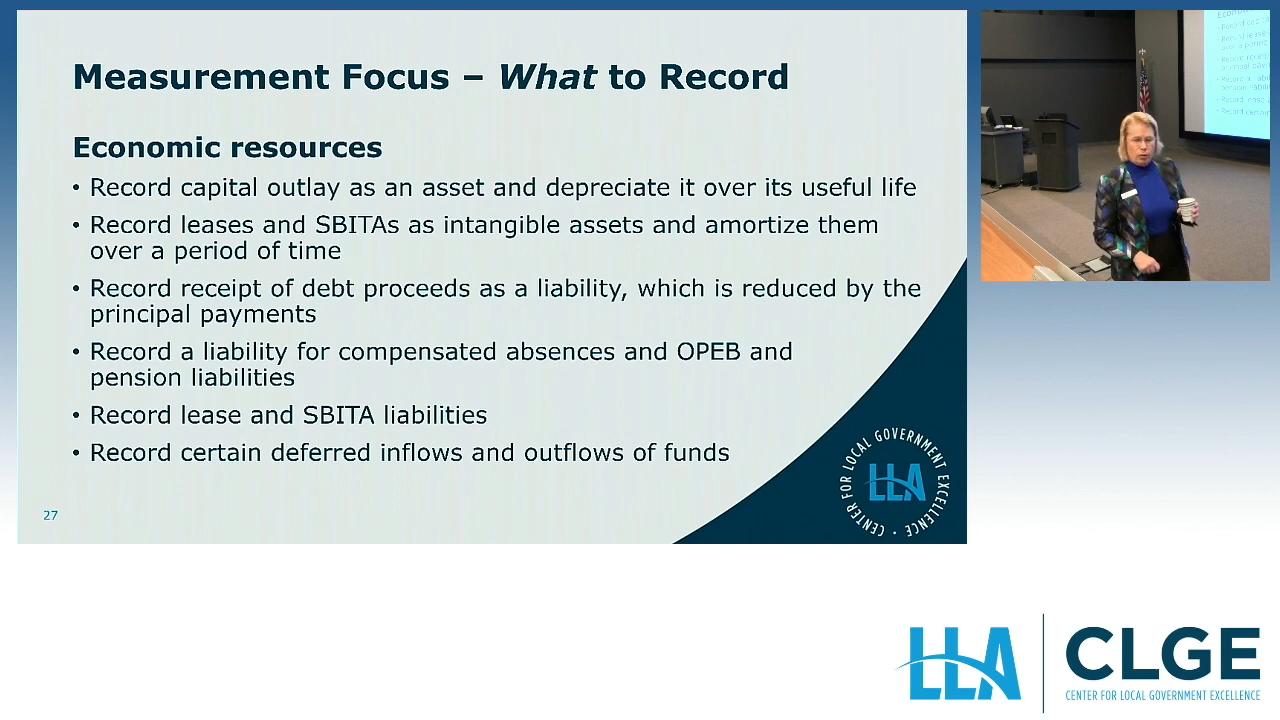 Measurement Focus – What to Record
Economic resources
• Record capital outlay as an asset and depreciate it over its useful life
• Record leases and SBITAs as intangible assets and amortize them
over a period of time
• Record receipt of debt proceeds as a liability, which is reduced by the
principal payments
• Record a liability for compensated absences and OPEB and
pension liabilities
• Record lease and SBITA liabilities
• Record certain deferred inflows and outflows of funds
27
CENTER FOR LOCAL GOVERNMENT EXCELLENCE
LLA
LLA
CLGE
CENTER FOR LOCAL GOVERNMENT EXCELLENCE